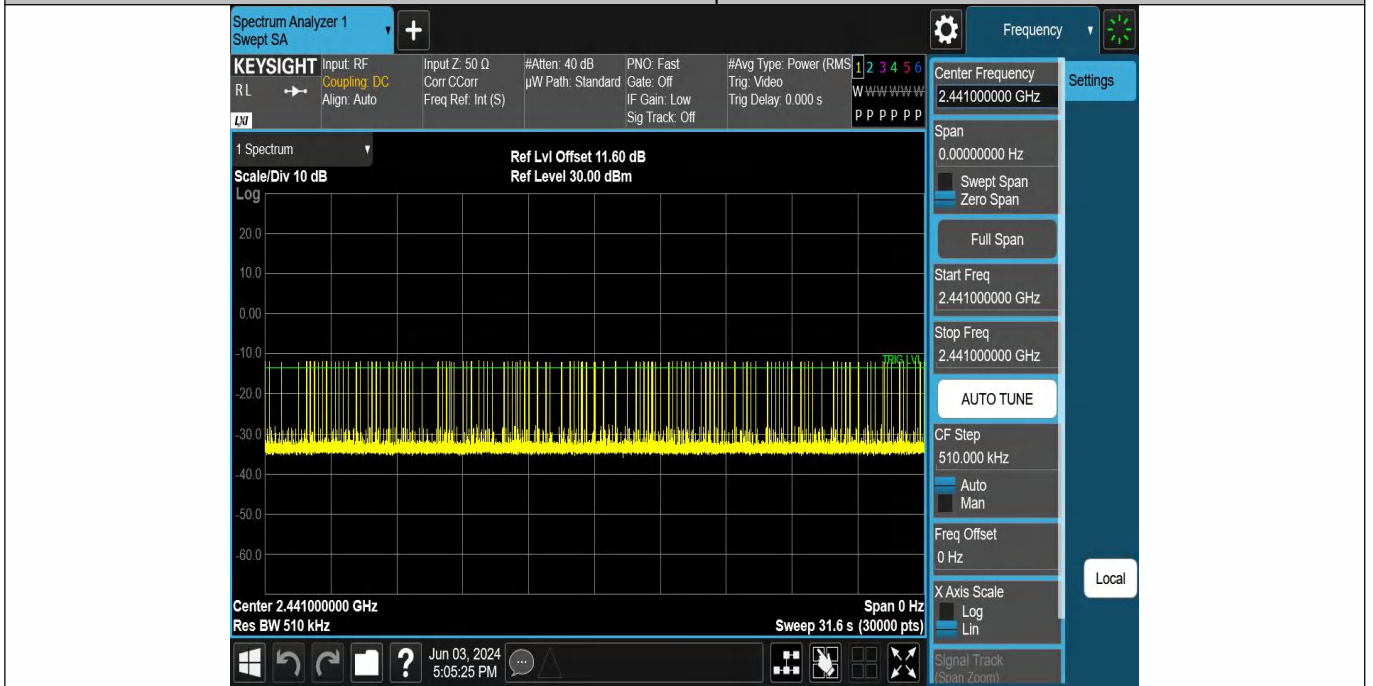 Spectrum Analyzer 1
Swept SA
+
Frequency
KEYSIGHT
RL
LXI
Input: RF
Coupling: DC
Align: Auto
Input Z: 50 Ω
Corr CCorr
Freq Ref: Int (S)
#Atten: 40 dB
µW Path: Standard
PNO: Fast
Gate: Off
IF Gain: Low
Sig Track: Off
#Avg Type: Power (RMS
Trig: Video
Trig Delay: 0.000 s
1 2 3 4 5 6
W W W W W W
P P P P P P
1 Spectrum
Scale/Div 10 dB
Ref Lvl Offset 11.60 dB
Ref Level 30.00 dBm
Log
20.0
10.0
0.00
-10.0
-20.0
-30.0
-40.0
-50.0
-60.0
TRIG LVL
Center 2.441000000 GHz
Res BW 510 kHz
Span 0 Hz
Sweep 31.6 s (30000 pts)
Center Frequency
2.441000000 GHz
Settings
Span
0.00000000 Hz
Swept Span
Zero Span
Full Span
Start Freq
2.441000000 GHz
Stop Freq
2.441000000 GHz
AUTO TUNE
CF Step
510.000 kHz
Auto
Man
Freq Offset
0 Hz
X Axis Scale
Log
Lin
Signal Track
(Span Zoom)
Local
?
Jun 03, 2024
5:05:25 PM